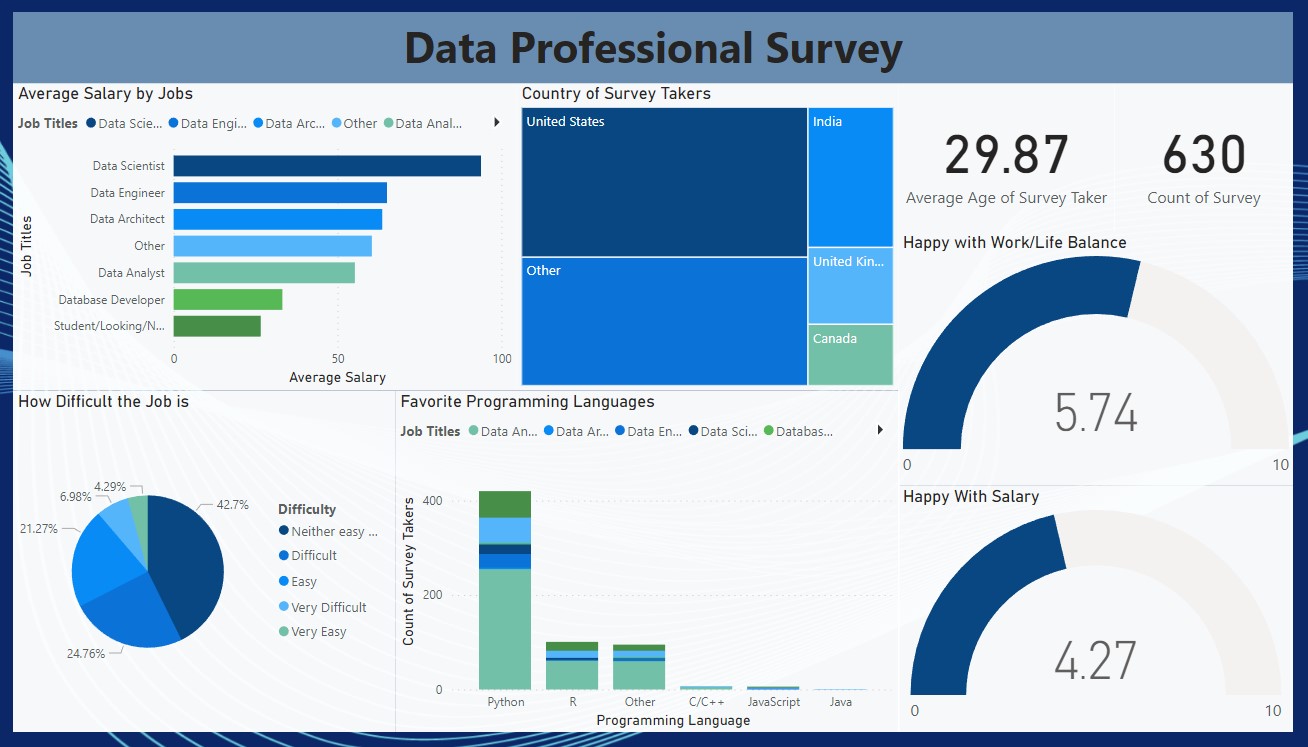 Data Professional Survey
Average Salary by Jobs
Job Titles Data Scie... Data Engi... Data Arc... Other Data Anal...
Job Titles
Data Scientist
Data Engineer
Data Architect
Other
Data Analyst
Database Developer
Student/Looking/N...
0 50 100
Average Salary
Country of Survey Takers
United States
India
Other
United Kin...
Canada
29.87
Average Age of Survey Taker
630
Count of Survey
Happy with Work/Life Balance
5.74
0 10
How Difficult the Job is
4.29%
6.98%
42.7%
21.27%
24.76%
Difficulty
Neither easy ...
Difficult
Easy
Very Difficult
Very Easy
Favorite Programming Languages
Job Titles Data An... Data Ar... Data En... Data Sci... Databas...
Count of Survey Takers
400
200
0
Python R Other C/C++ JavaScript Java
Programming Language
Happy With Salary
4.27
0 10